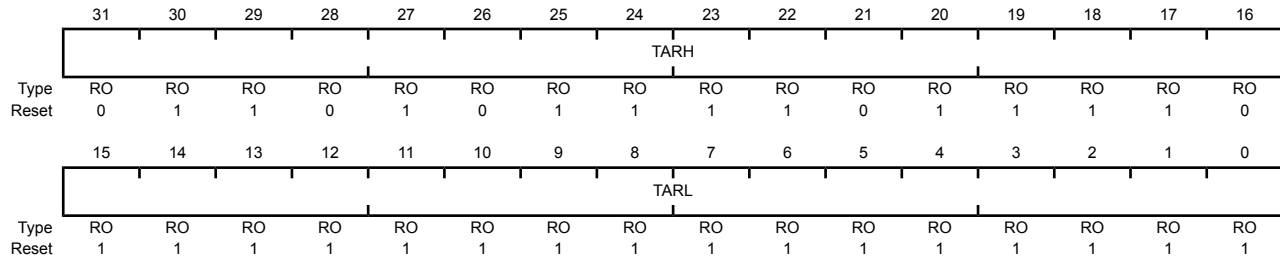 31 30 29 28 27 26 25 24 23 22 21 20 19 18 17 16
TARH
Type RO RO RO RO RO RO RO RO RO RO RO RO RO RO RO RO
Reset 0 1 1 0 1 0 1 1 1 1 0 1 1 1 1 0
15 14 13 12 11 10 9 8 7 6 5 4 3 2 1 0
TARL
Type RO RO RO RO RO RO RO RO RO RO RO RO RO RO RO RO
Reset 1 1 1 1 1 1 1 1 1 1 1 1 1 1 1 1